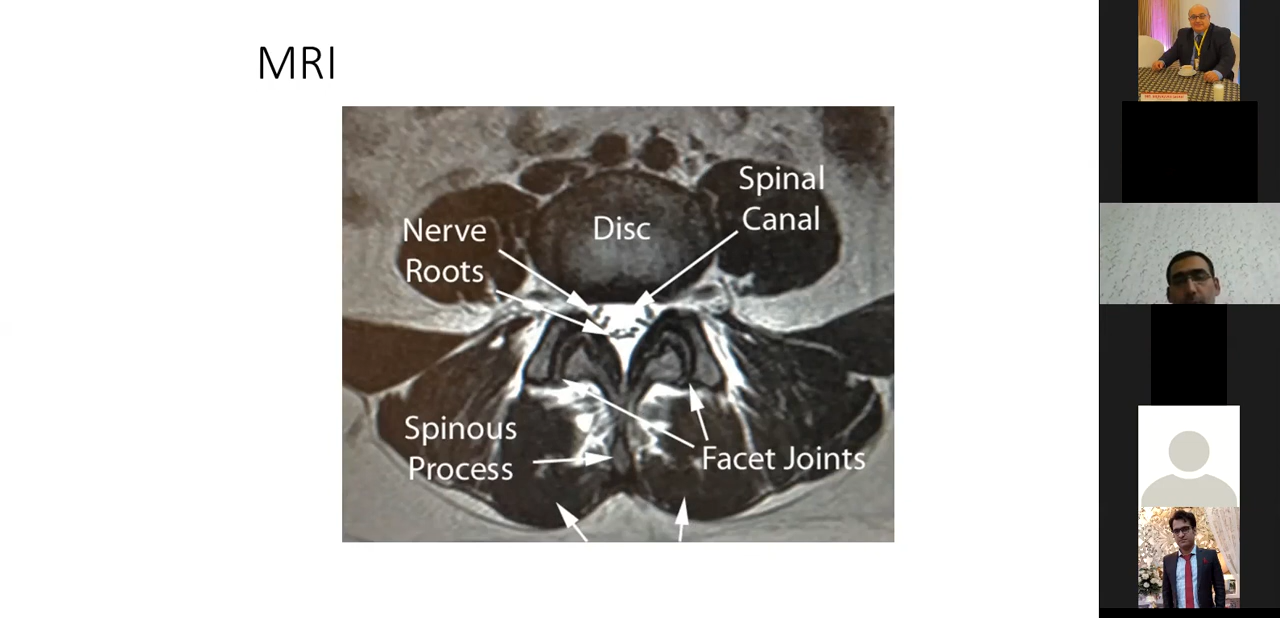 MRI
Spinal
Canal
Nerve
Roots
Disc
Spinous
Process
Facet Joints